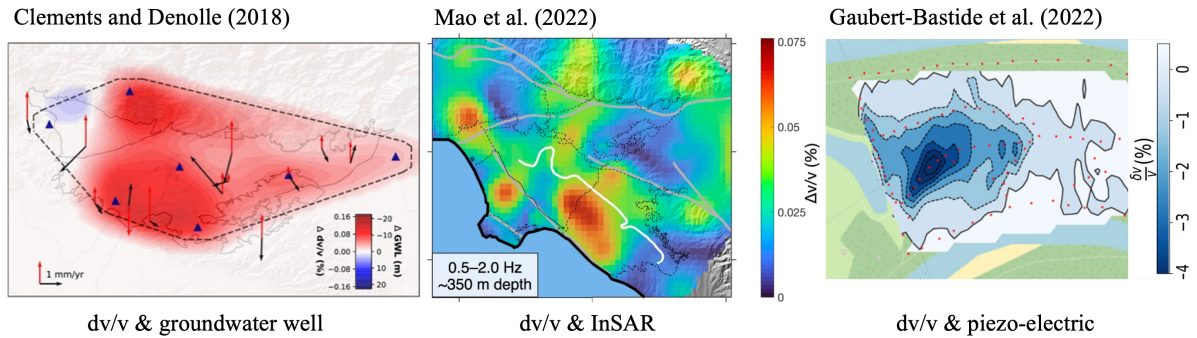 Clements and Denolle (2018)
Mao et al. (2022)
Gaubert-Bastide et al. (2022)
1 mm/yr
0.16
0.08
0.00
-0.08
-0.16
Δ dv/v (%)
-20
-10
0
10
20
Δ GWL (m)
0.5–2.0 Hz
~350 m depth
0.075
0.05
0.025
0
Δv/v (%)
0
−1
−2
−3
−4
δv/v (%)
dv/v & groundwater well
dv/v & InSAR
dv/v & piezo-electric